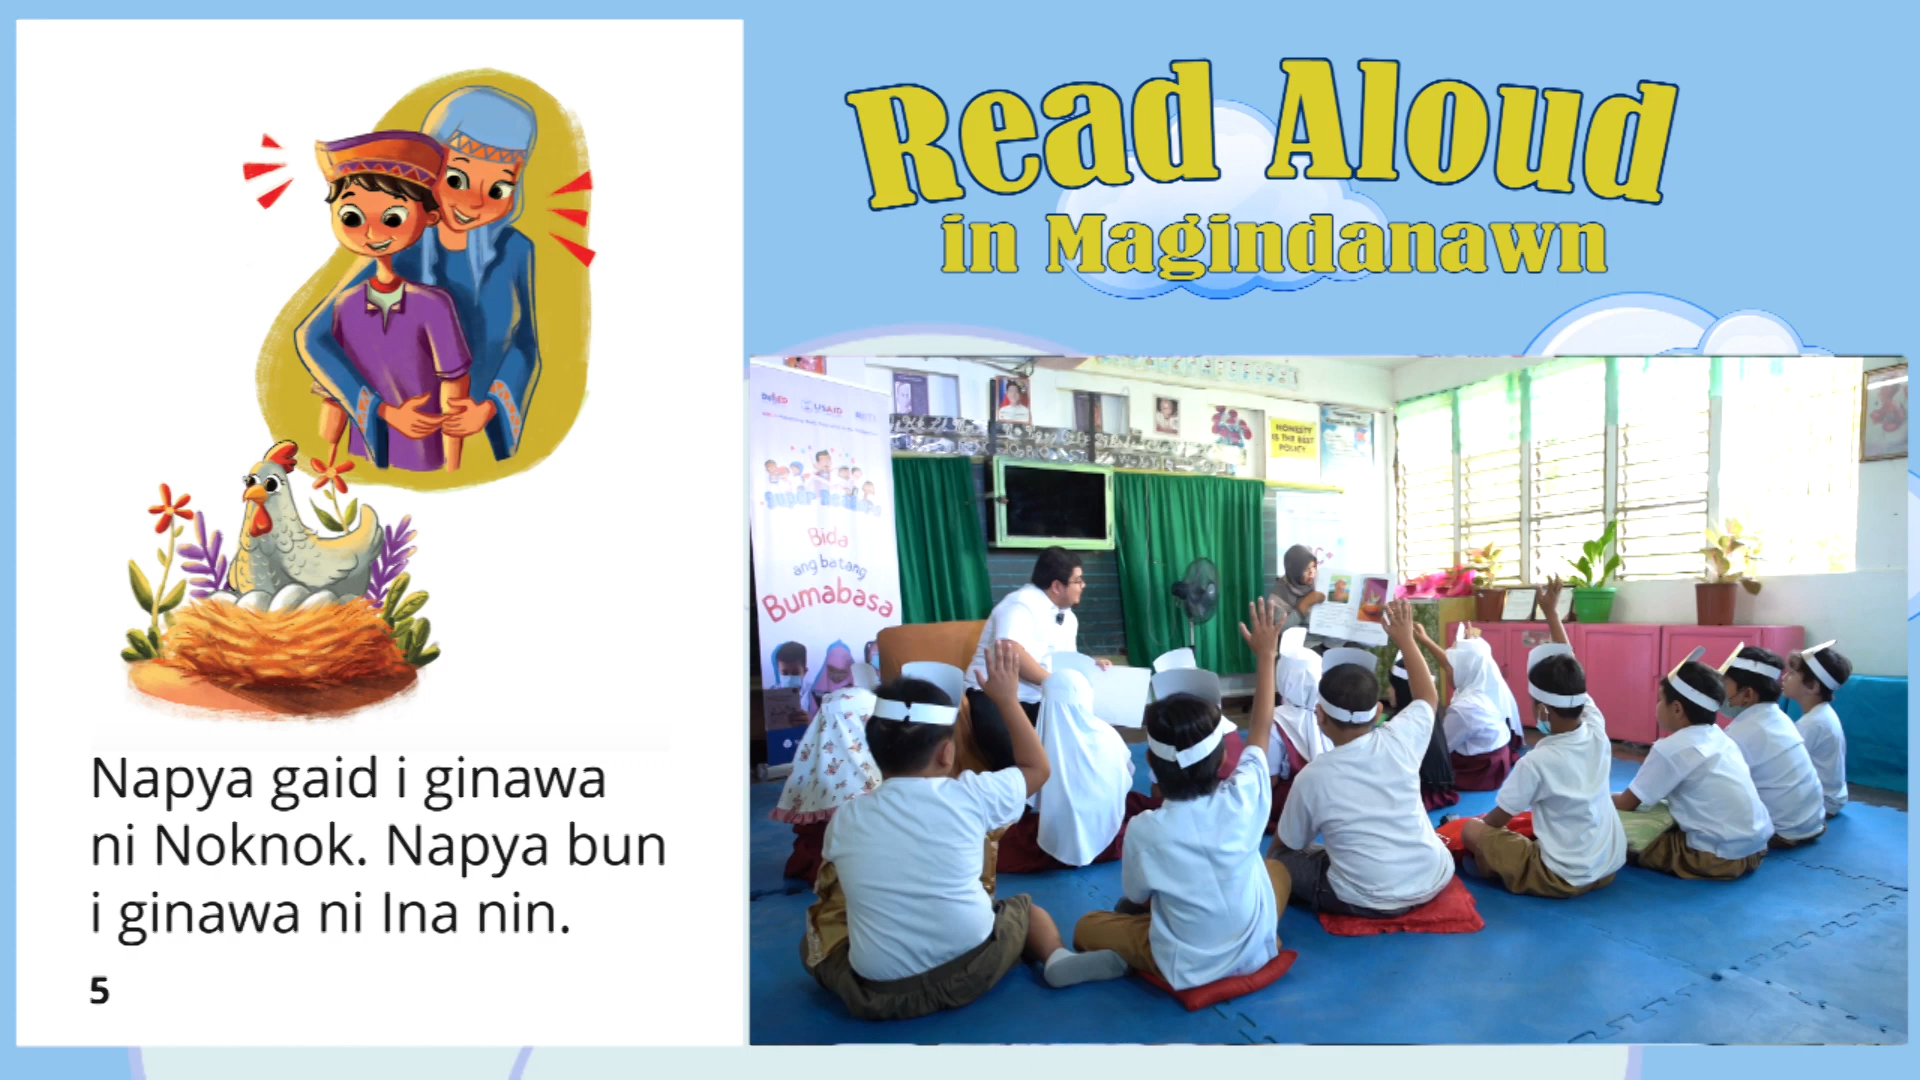 Napya gaid i ginawa
ni Noknok. Napya bun
i ginawa ni Ina nin.
5
Read Aloud
in Magindanawn
USAID
Bida
ang batang
Bumabasa
HONESTY
IS THE BEST
POLICY